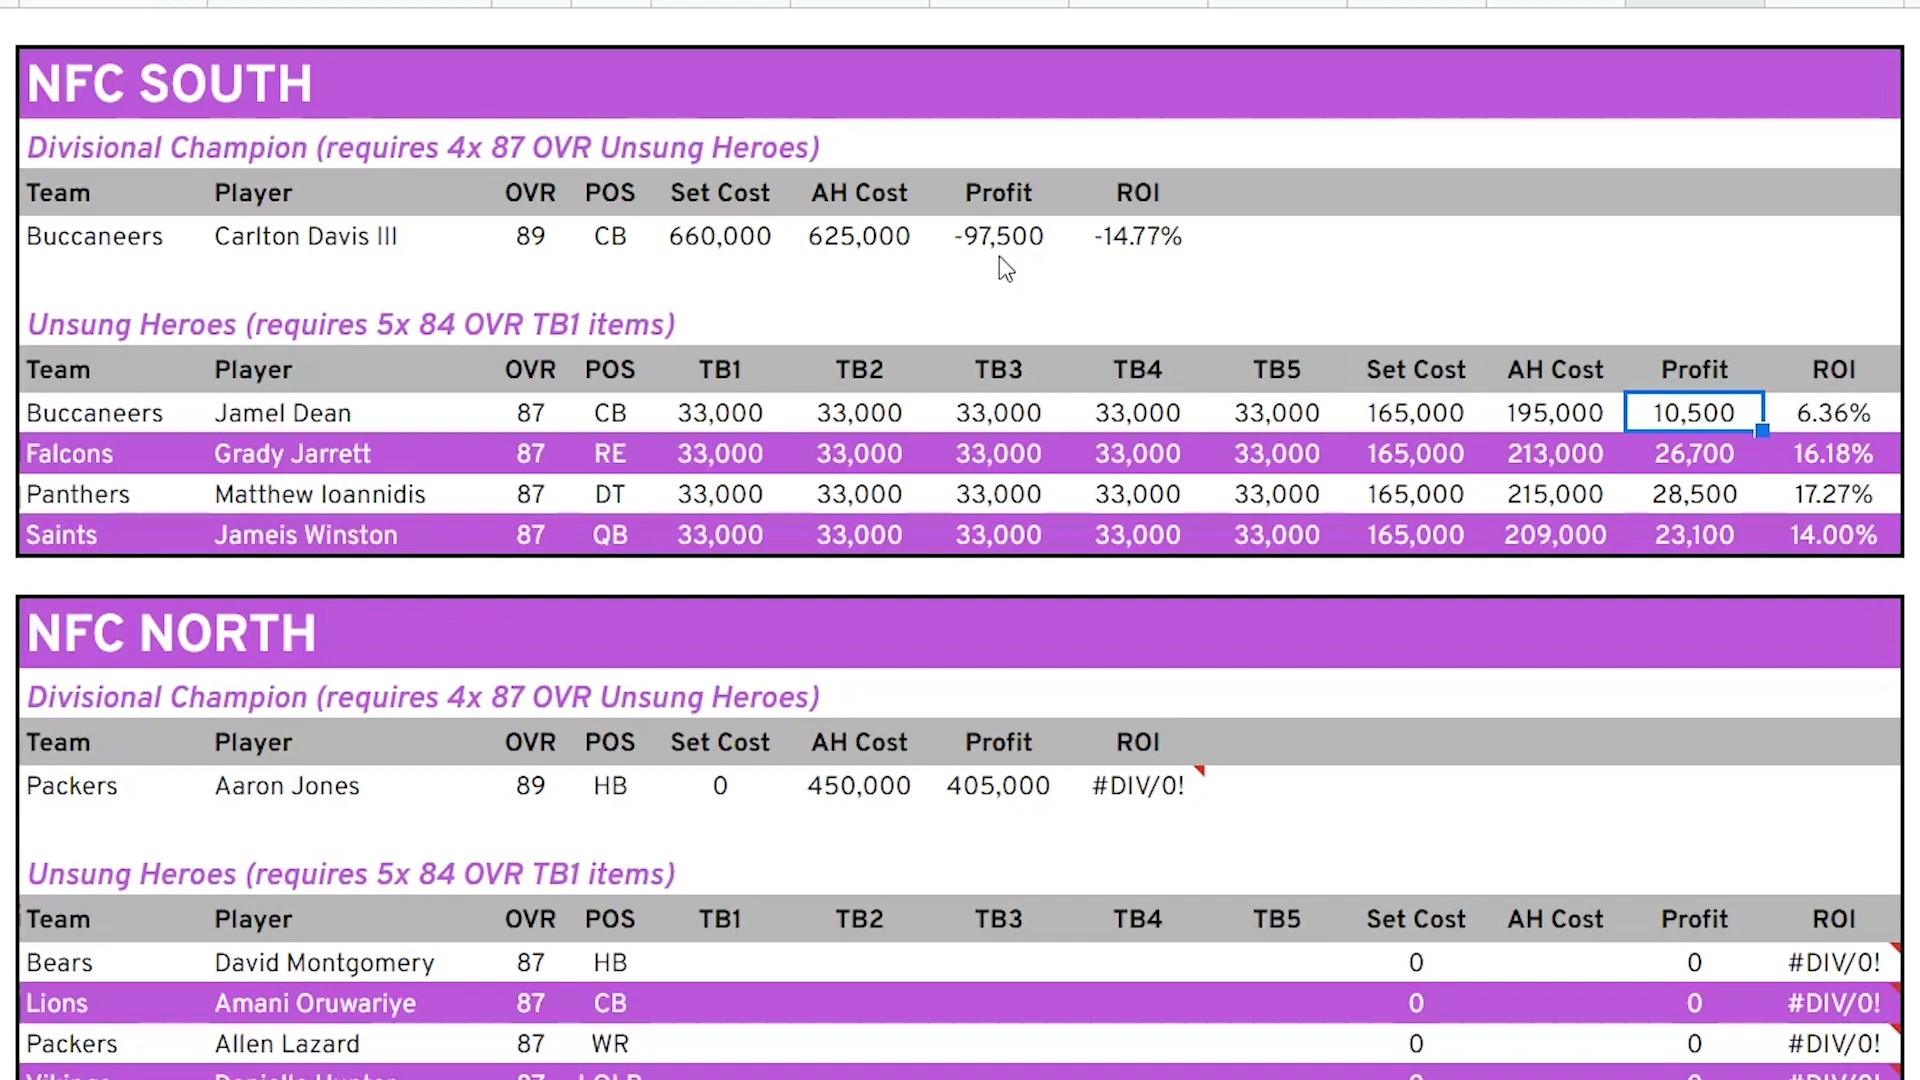 NFC SOUTH
Divisional Champion (requires 4x 87 OVR Unsung Heroes)
Team Player OVR POS Set Cost AH Cost Profit ROI
Buccaneers Carlton Davis III 89 CB 660,000 625,000 -97,500 -14.77%
Unsung Heroes (requires 5x 84 OVR TB1 items)
Team Player OVR POS TB1 TB2 TB3 TB4 TB5 Set Cost AH Cost Profit ROI
Buccaneers Jamel Dean 87 CB 33,000 33,000 33,000 33,000 33,000 165,000 195,000 10,500 6.36%
Falcons Grady Jarrett 87 RE 33,000 33,000 33,000 33,000 33,000 165,000 213,000 26,700 16.18%
Panthers Matthew Ioannidis 87 DT 33,000 33,000 33,000 33,000 33,000 165,000 215,000 28,500 17.27%
Saints Jameis Winston 87 QB 33,000 33,000 33,000 33,000 33,000 165,000 209,000 23,100 14.00%
NFC NORTH
Divisional Champion (requires 4x 87 OVR Unsung Heroes)
Team Player OVR POS Set Cost AH Cost Profit ROI
Packers Aaron Jones 89 HB 0 450,000 405,000 #DIV/0!
Unsung Heroes (requires 5x 84 OVR TB1 items)
Team Player OVR POS TB1 TB2 TB3 TB4 TB5 Set Cost AH Cost Profit ROI
Bears David Montgomery 87 HB 0 0 #DIV/0!
Lions Amani Oruwariye 87 CB 0 0 #DIV/0!
Packers Allen Lazard 87 WR 0 0 #DIV/0!